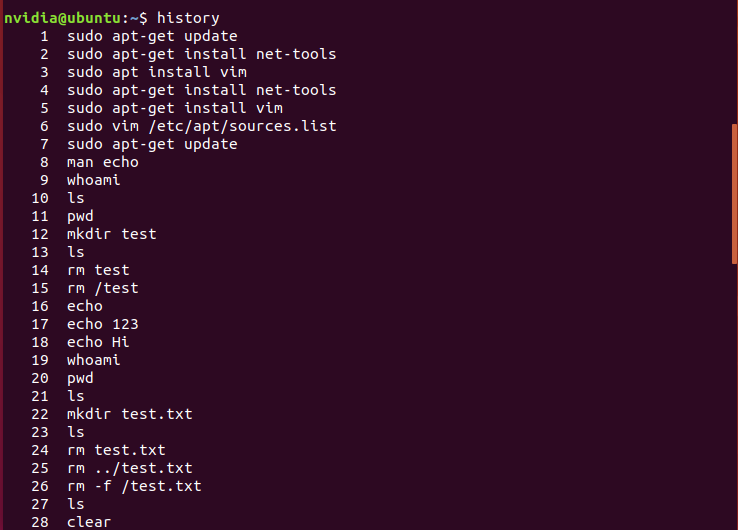 nvidia@ubuntu:~$ history
1 sudo apt-get update
2 sudo apt-get install net-tools
3 sudo apt install vim
4 sudo apt-get install net-tools
5 sudo apt-get install vim
6 sudo vim /etc/apt/sources.list
7 sudo apt-get update
8 man echo
9 whoami
10 ls
11 pwd
12 mkdir test
13 ls
14 rm test
15 rm /test
16 echo
17 echo 123
18 echo Hi
19 whoami
20 pwd
21 ls
22 mkdir test.txt
23 ls
24 rm test.txt
25 rm ../test.txt
26 rm -f /test.txt
27 ls
28 clear